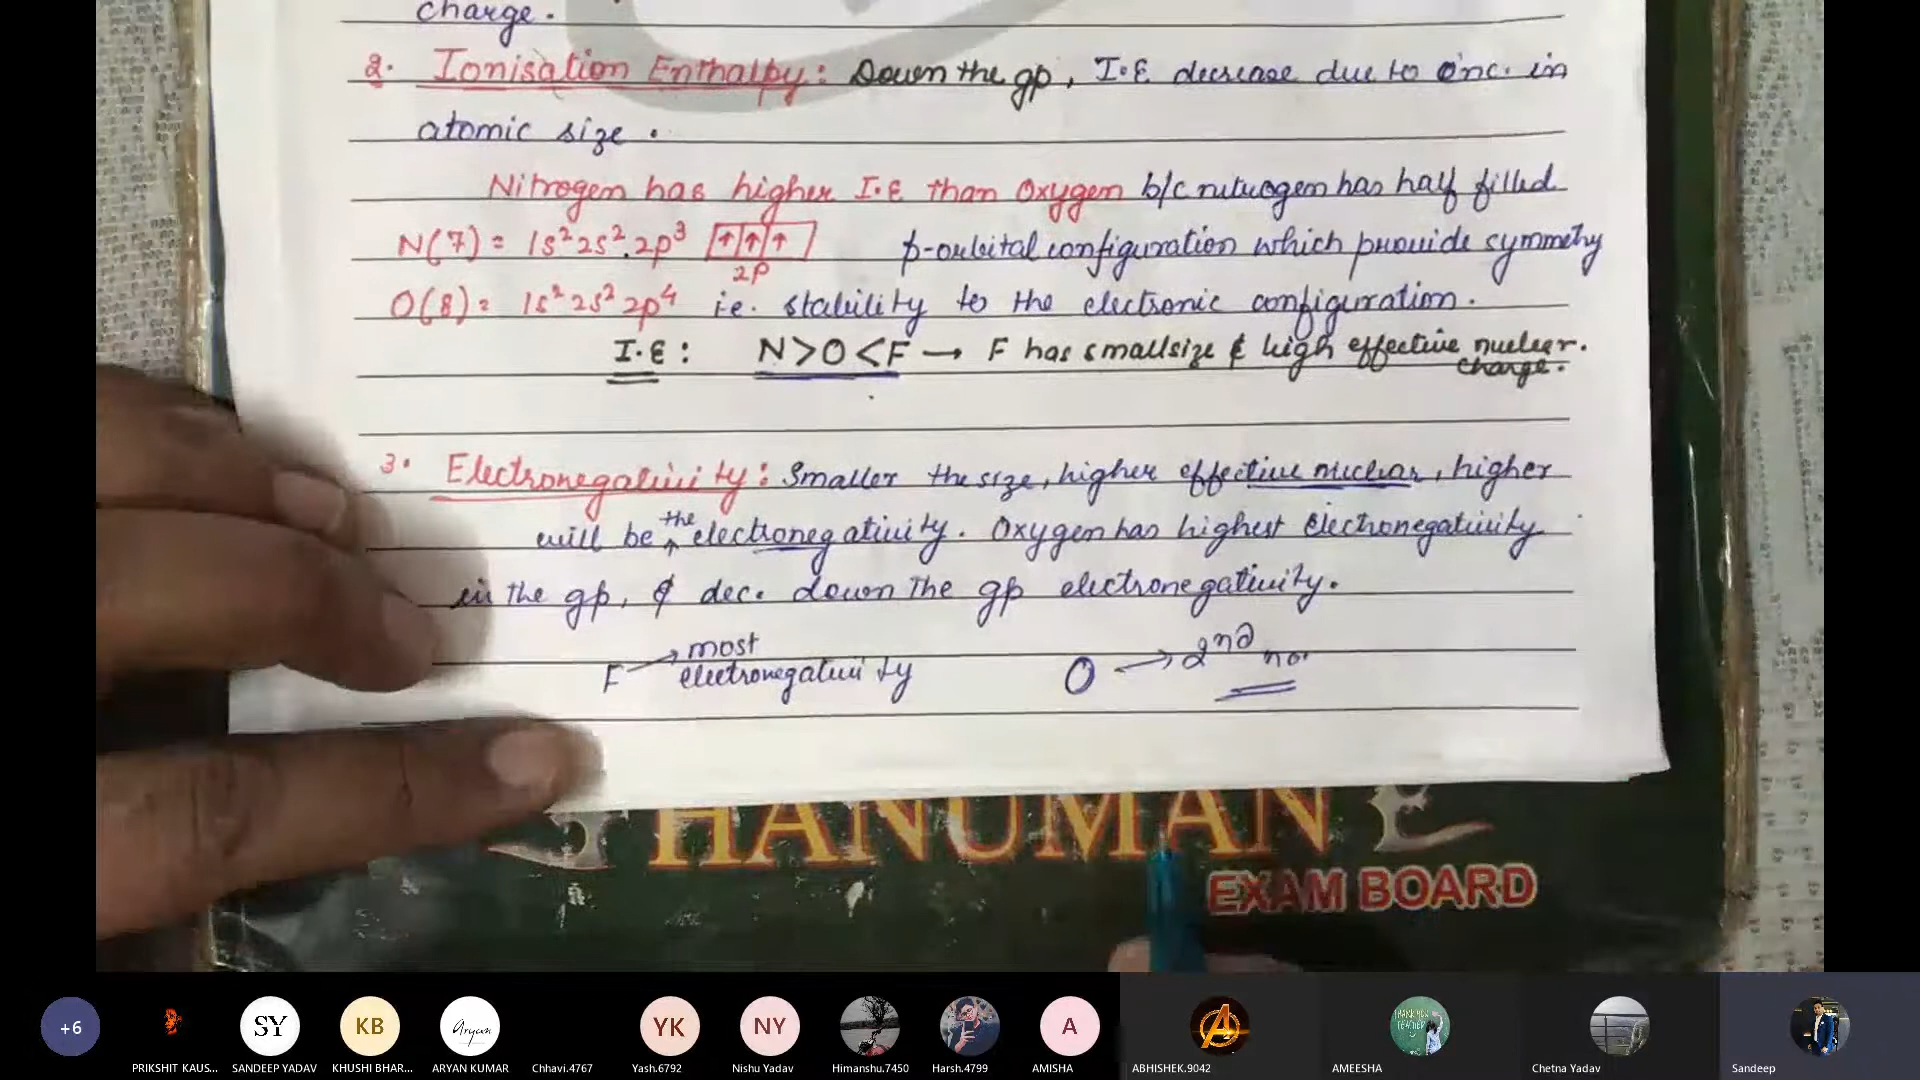 charge.
2. Ionisation Enthalpy: Down the gp, I.E decrease due to inc. in
atomic size.
Nitrogen has higher I.E than Oxygen b/c nitrogen has half filled
N(7) = 1s² 2s² 2p³ ↑ ↑ ↑ p-orbital configuration which provide symmetry
2p
O(8) = 1s² 2s² 2p⁴ i.e. stability to the electronic configuration.
I.E: N>O<F → F has small size & high effective nuclear.
charge.
3. Electronegativity: Smaller the size, higher effective nuclear, higher
will be the electronegativity. Oxygen has highest electronegativity
in the gp, & dec. down the gp electronegativity.
F → most electronegativity O → 2nd no.
HANUMAN
EXAM BOARD
+6 SY KB Aryan YK NY A A THANK YOU TEACHER
PRIKSHIT KAUS... SANDEEP YADAV KHUSHI BHAR... ARYAN KUMAR Chhavi.4767 Yash.6792 Nishu Yadav Himanshu.7450 Harsh.4799 AMISHA ABHISHEK.9042 AMEESHA Chetna Yadav Sandeep